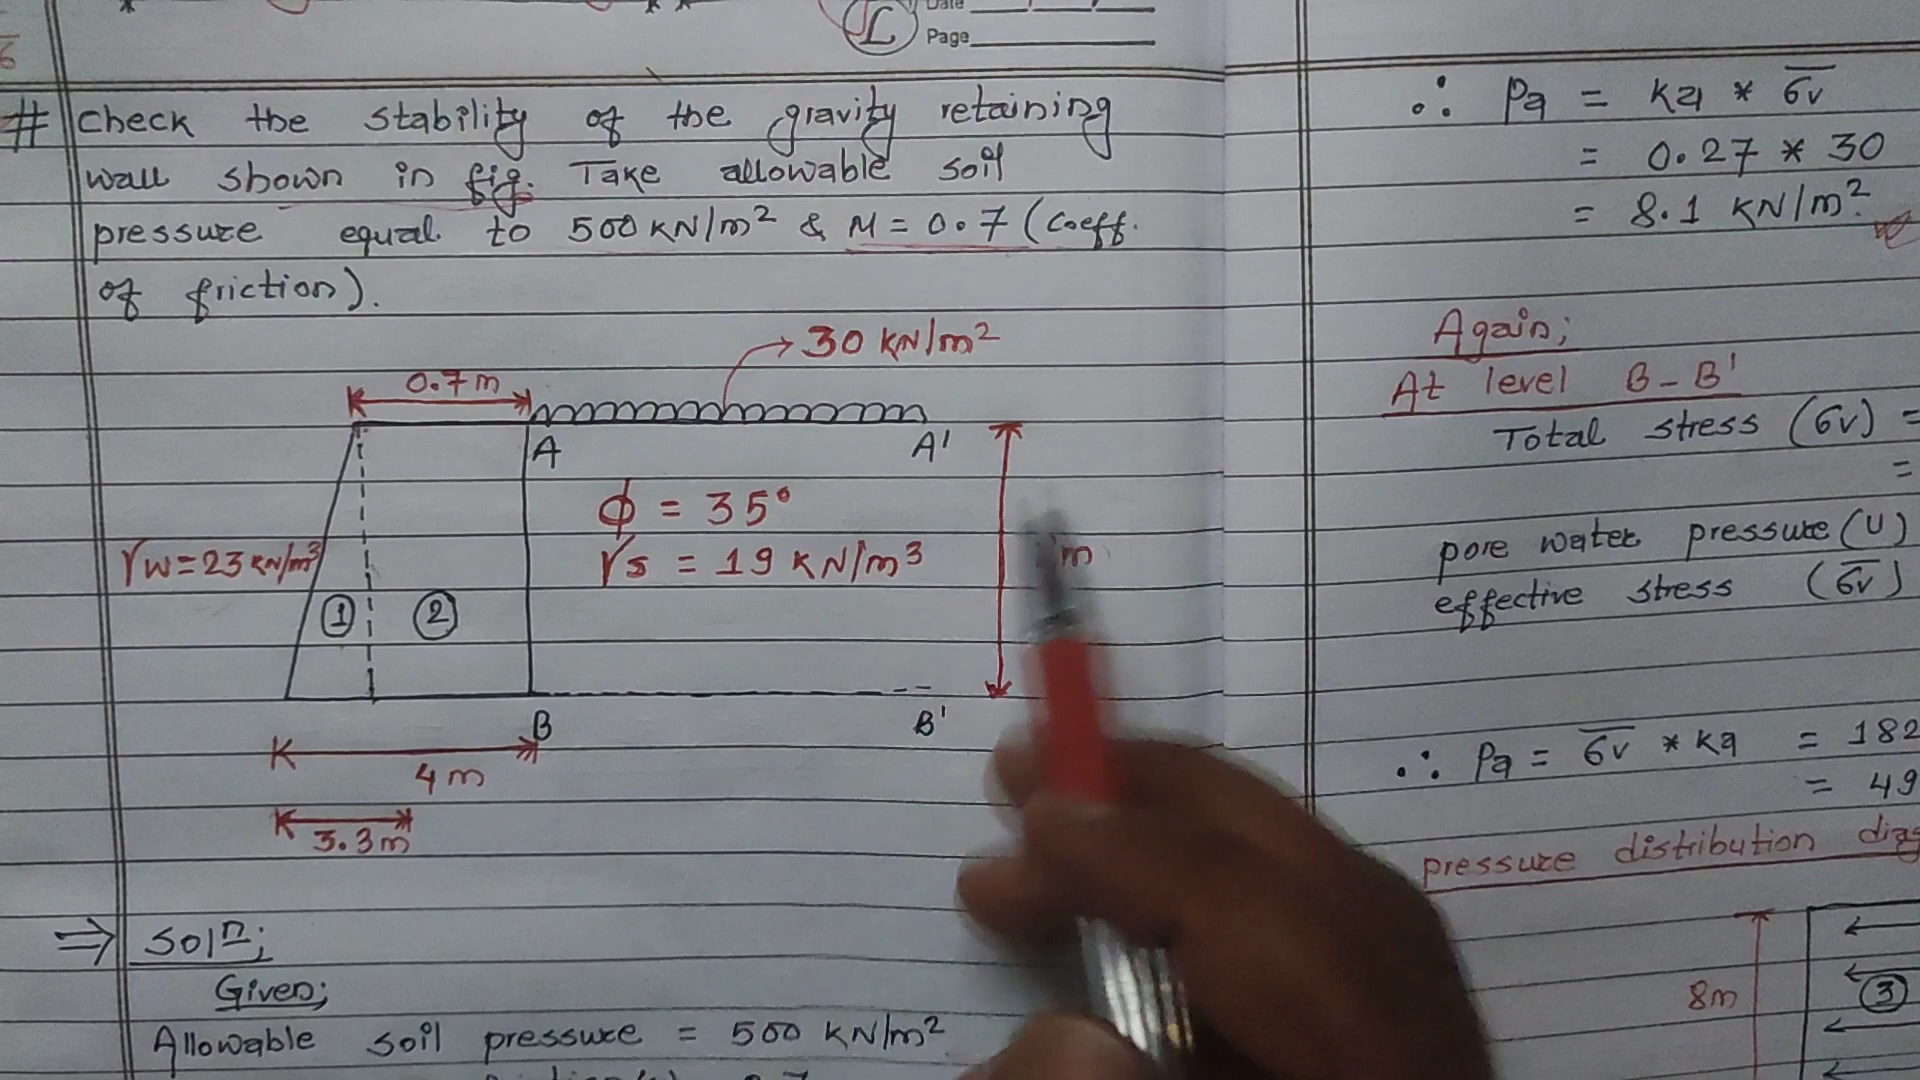 Date
Page
6
# Check the stability of the gravity retaining
wall shown in fig. Take allowable soil
pressure equal to 500 KN/m² & M = 0.7 (Coeff.
of friction).
30 KN/m²
0.7 m
A A'
ϕ = 35°
γw = 23 KN/m³
γs = 19 KN/m³
m
① ②
B B'
4 m
3.3 m
⇒ Solⁿ;
Given;
Allowable soil pressure = 500 KN/m²
∴ Pa = ka * σv
= 0.27 * 30
= 8.1 KN/m²
Again;
At level B-B'
Total stress (σv) =
=
pore water pressure (U)
effective stress (σv)
∴ Pa = σv * ka = 182
= 49
pressure distribution diag
8m
③